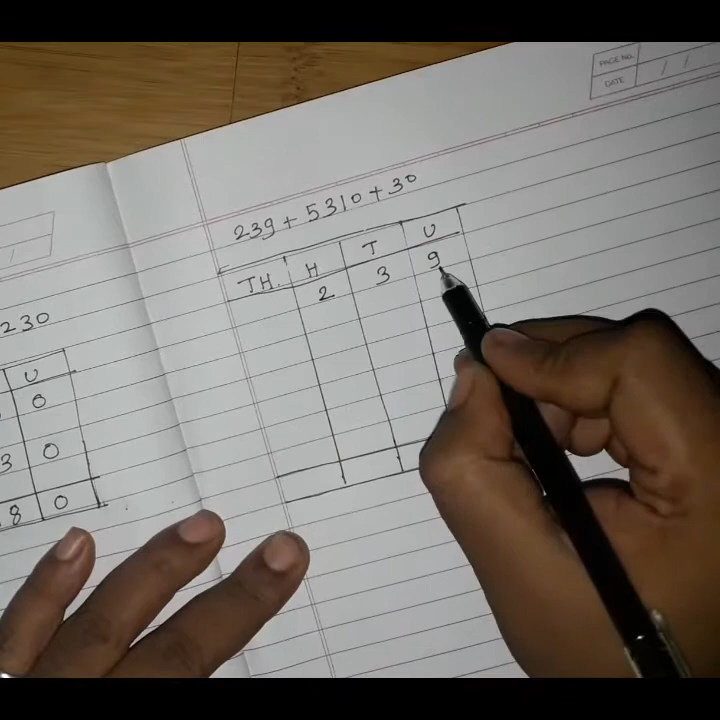 PAGE NO.
DATE / /
239 + 5310 + 30
TH. H T U
2 3 9
230
U
0
3 0
8 0